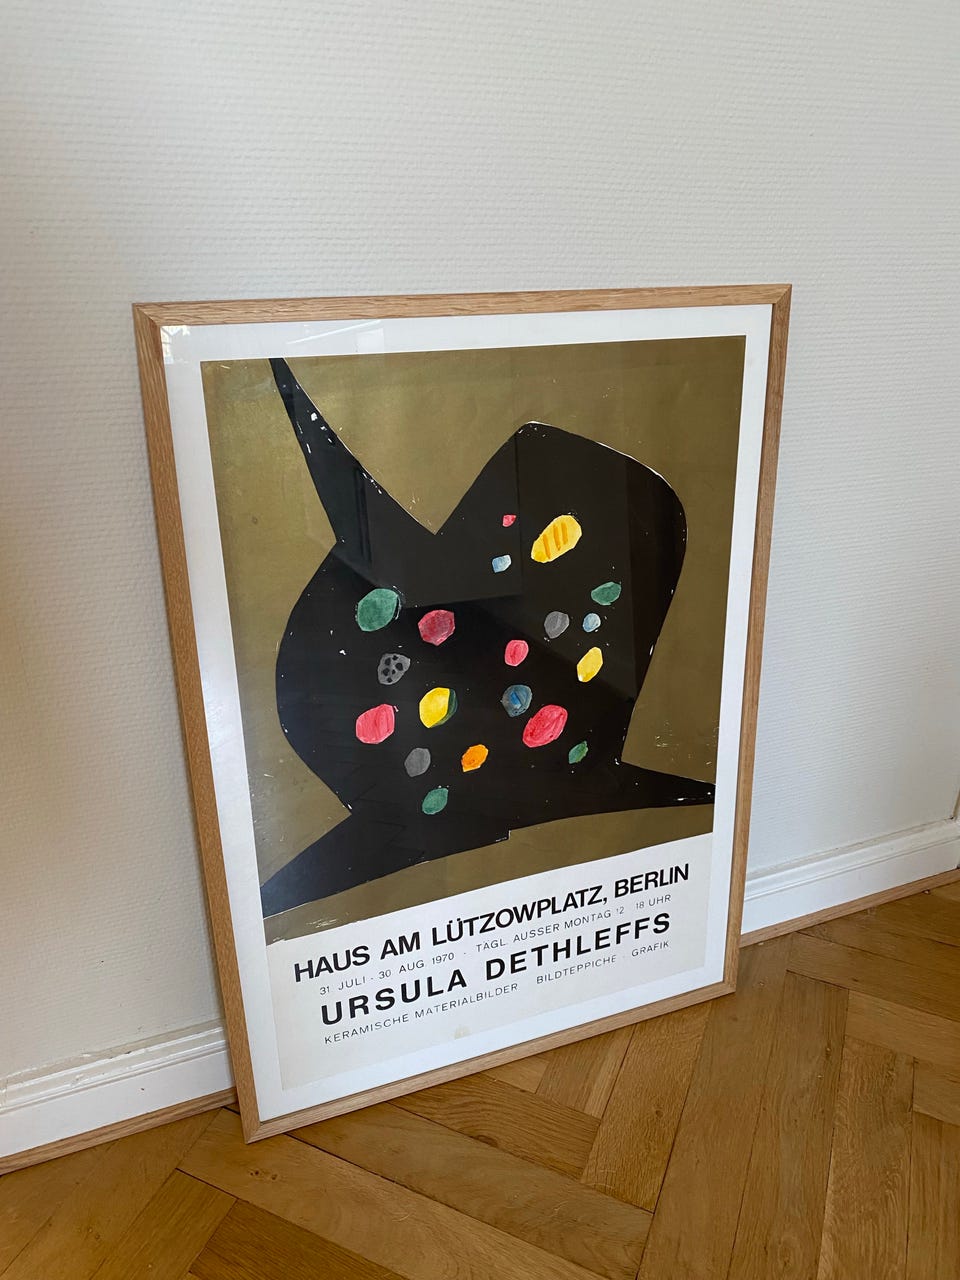 HAUS AM LÜTZOWPLATZ, BERLIN
31 JULI - 30 AUG. 1970 · TÄGL. AUSSER MONTAG 12 - 18 UHR
URSULA DETHLEFFS
KERAMISCHE MATERIALBILDER BILDTEPPICHE · GRAFIK